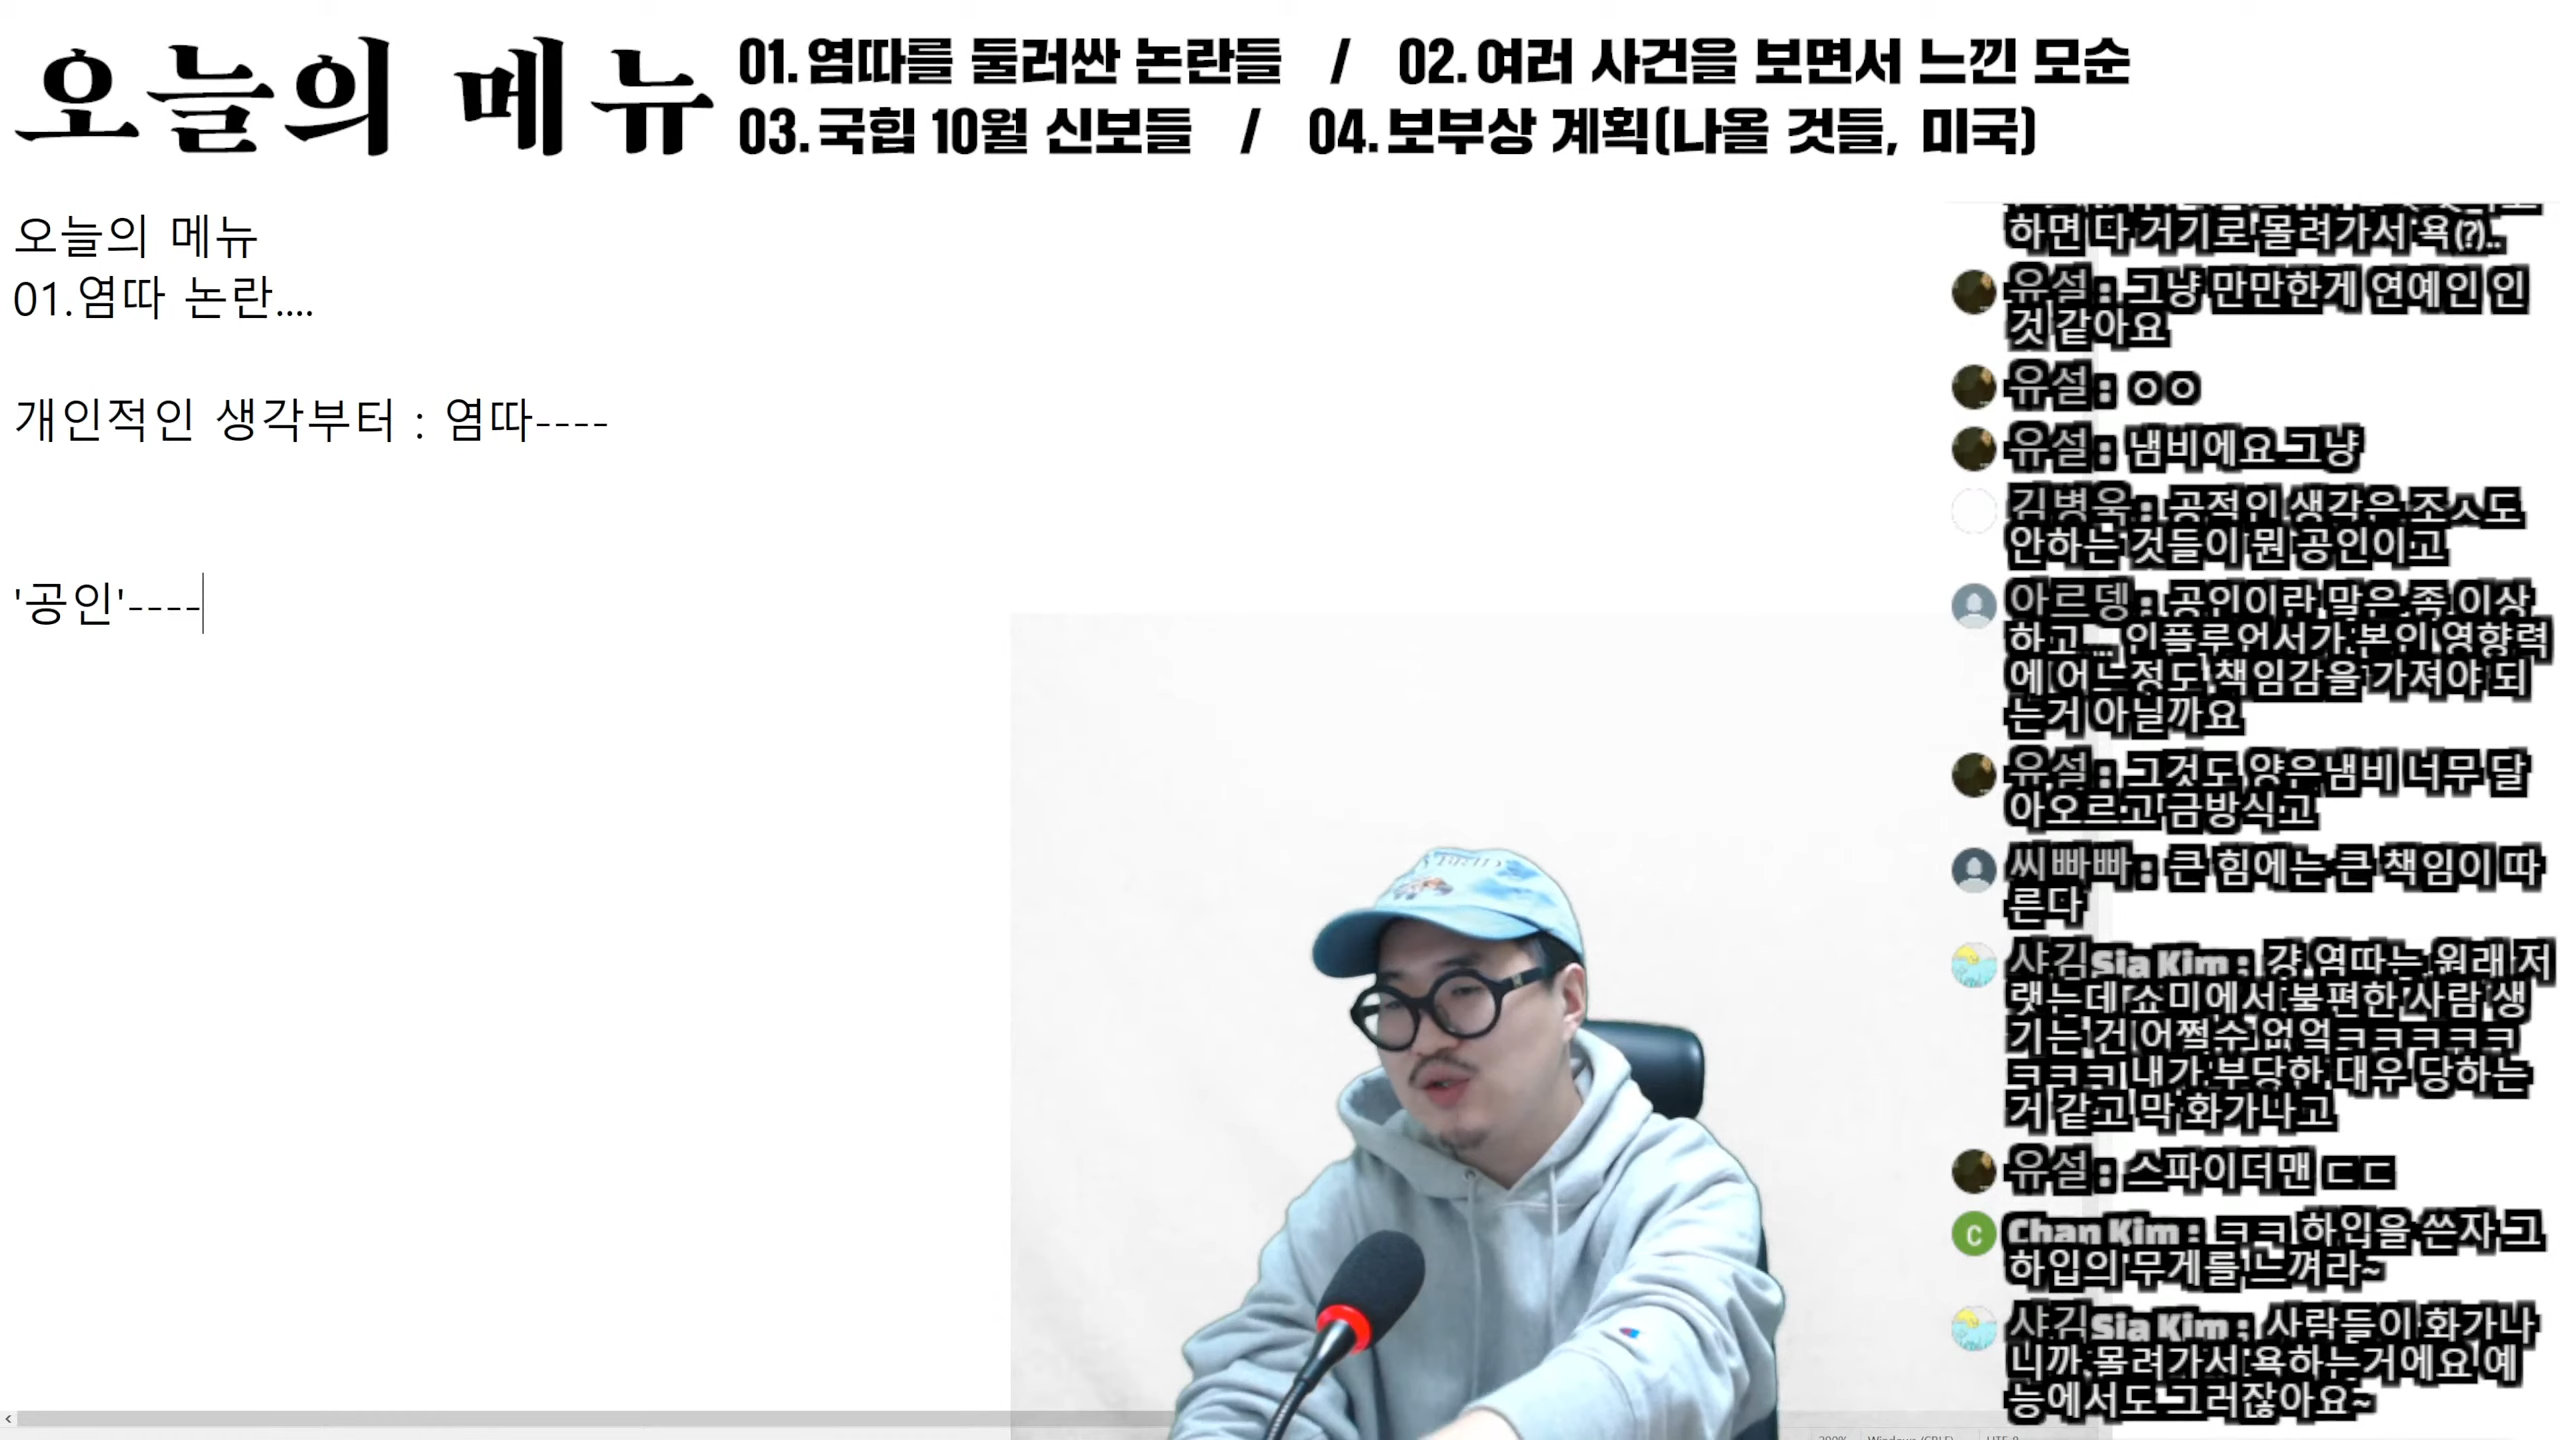 오늘의 메뉴
01. 염따를 둘러싼 논란들 / 02. 여러 사건을 보면서 느낀 모순
03. 국힙 10월 신보들 / 04. 보부상 계획(나올 것들, 미국)
오늘의 메뉴
01.염따 논란....
개인적인 생각부터 : 염따----
'공인'----
하면 다 거기로 몰려가서 욕(?)..
유설 : 그냥 만만한게 연예인 인
것 같아요
유설 : ㅇㅇ
유설 : 냄비에요 그냥
김병욱 : 공적인 생각은 조ㅅ도
안하는 것들이 뭔 공인이고
아르뎅 : 공인이란 말은 좀 이상
하고... 인플루언서가 본인 영향력
에 어느정도 책임감을 가져야 되
는거 아닐까요
유설 : 그것도 양은냄비 너무 달
아오르고 금방식고
씨빠빠 : 큰 힘에는 큰 책임이 따
른다
샤김Sia Kim : 걍 염따는 원래 저
랬는데 쇼미에서 불편한 사람 생
기는 건 어쩔수 없얼ㅋㅋㅋㅋㅋ
ㅋㅋㅋ 내가 부당한 대우 당하는
거 같고 막 화가나고
유설 : 스파이더맨 ㄷㄷ
C
Chan Kim : ㅋㅋ 하입을 쓴자 그
하입의 무게를 느껴라~
샤김Sia Kim : 사람들이 화가나
니까 몰려가서 욕하는거에요 예
능에서도 그러잖아요~